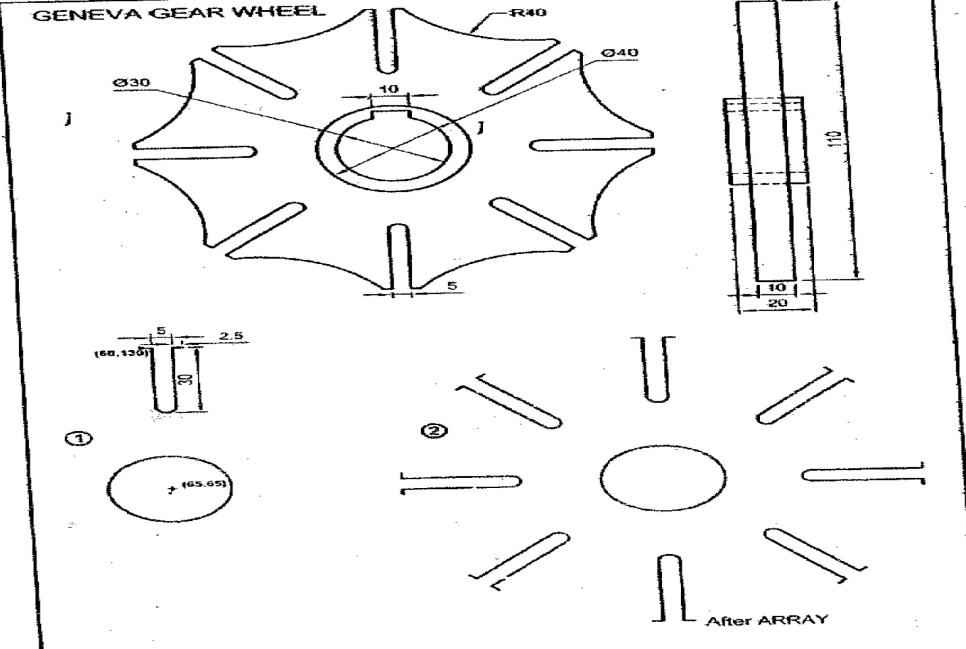 GENEVA GEAR WHEEL
R40
Ø40
Ø30
10
j
j
110
5
10
20
5
2.5
(68,130)
30
1
2
(65,65)
After ARRAY